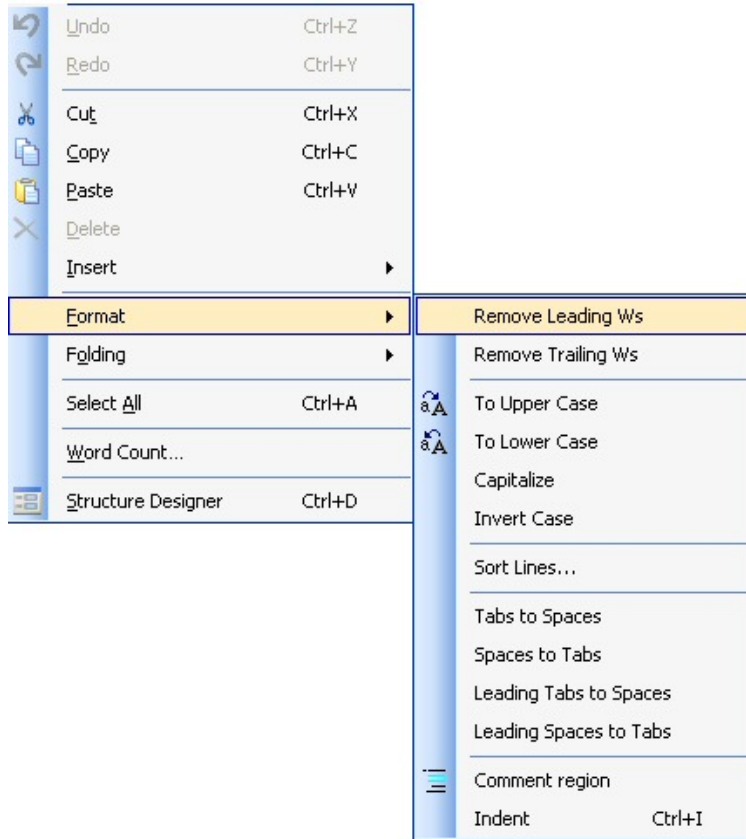 Undo Ctrl+Z
Redo Ctrl+Y
Cut Ctrl+X
Copy Ctrl+C
Paste Ctrl+V
Delete
Insert
Format
Folding
Select All Ctrl+A
Word Count...
Structure Designer Ctrl+D
Remove Leading Ws
Remove Trailing Ws
To Upper Case
To Lower Case
Capitalize
Invert Case
Sort Lines...
Tabs to Spaces
Spaces to Tabs
Leading Tabs to Spaces
Leading Spaces to Tabs
Comment region
Indent Ctrl+I